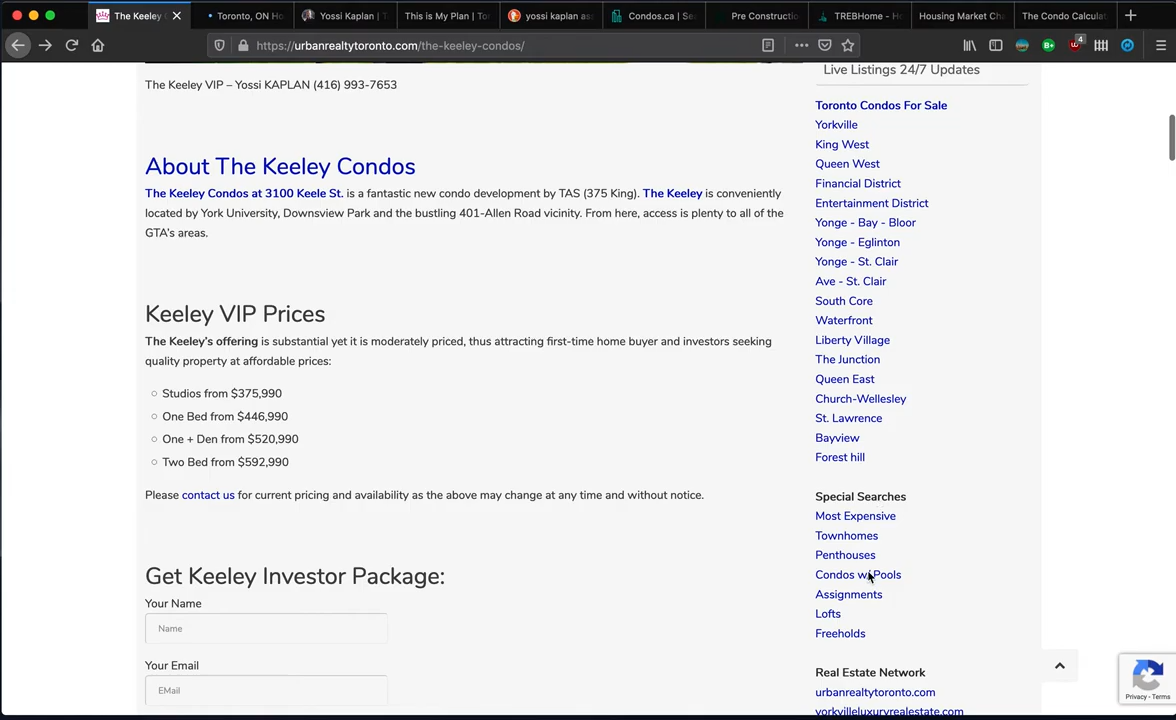 The Keeley
Toronto, ON Ho
Yossi Kaplan | T
This is My Plan | To
yossi kaplan as
Condos.ca | Se
Pre Constructio
TREBHome - H
Housing Market Ch
The Condo Calculat
https://urbanrealtytoronto.com/the-keeley-condos/
4
The Keeley VIP – Yossi KAPLAN (416) 993-7653
About The Keeley Condos
The Keeley Condos at 3100 Keele St. is a fantastic new condo development by TAS (375 King). The Keeley is conveniently
located by York University, Downsview Park and the bustling 401-Allen Road vicinity. From here, access is plenty to all of the
GTA's areas.
Keeley VIP Prices
The Keeley's offering is substantial yet it is moderately priced, thus attracting first-time home buyer and investors seeking
quality property at affordable prices:
Studios from $375,990
One Bed from $446,990
One + Den from $520,990
Two Bed from $592,990
Please contact us for current pricing and availability as the above may change at any time and without notice.
Get Keeley Investor Package:
Your Name
Name
Your Email
EMail
Live Listings 24/7 Updates
Toronto Condos For Sale
Yorkville
King West
Queen West
Financial District
Entertainment District
Yonge - Bay - Bloor
Yonge - Eglinton
Yonge - St. Clair
Ave - St. Clair
South Core
Waterfront
Liberty Village
The Junction
Queen East
Church-Wellesley
St. Lawrence
Bayview
Forest hill
Special Searches
Most Expensive
Townhomes
Penthouses
Condos w/ Pools
Assignments
Lofts
Freeholds
Real Estate Network
urbanrealtytoronto.com
yorkvilleluxuryrealestate.com
Privacy - Terms